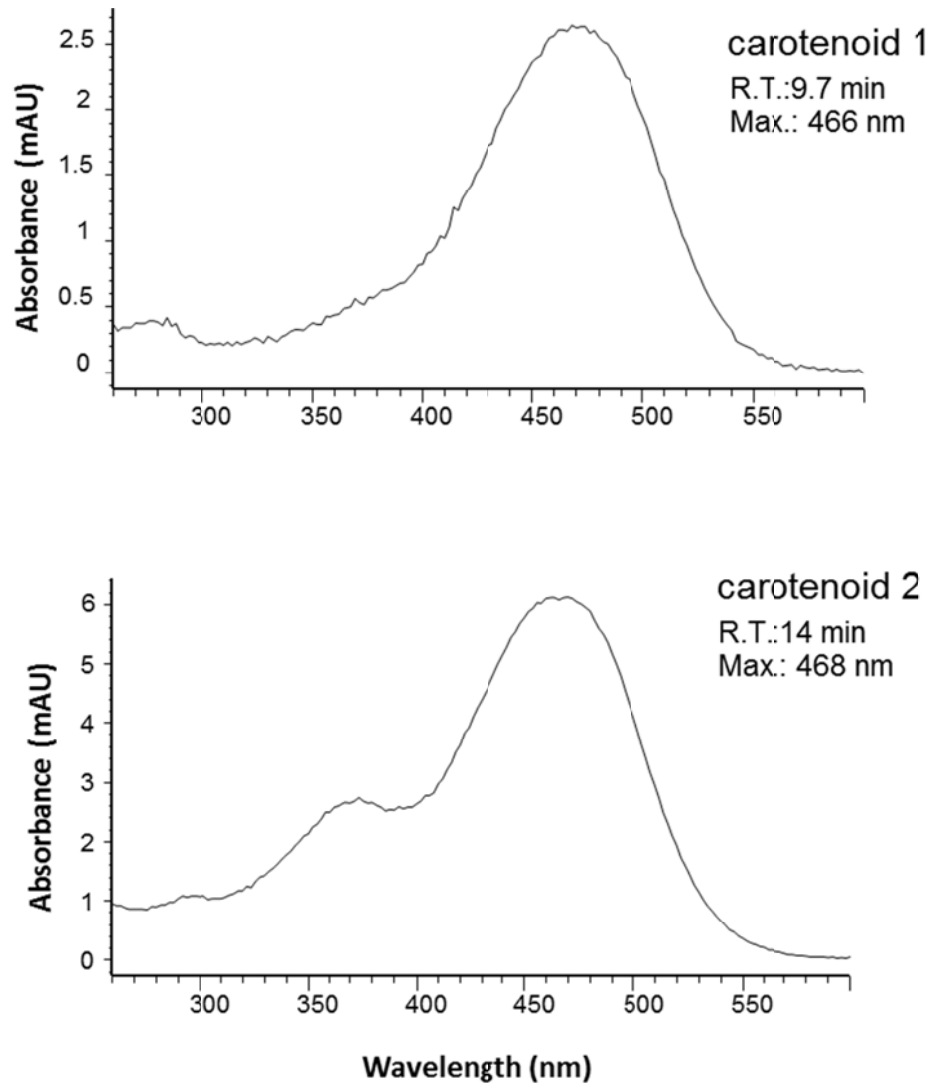 carotenoid 1
R.T.:9.7 min
Max.: 466 nm
Absorbance (mAU)
2.5
2
1.5
1
0.5
0
300 350 400 450 500 550
carotenoid 2
R.T.:14 min
Max.: 468 nm
Absorbance (mAU)
6
5
4
3
2
1
0
300 350 400 450 500 550
Wavelength (nm)